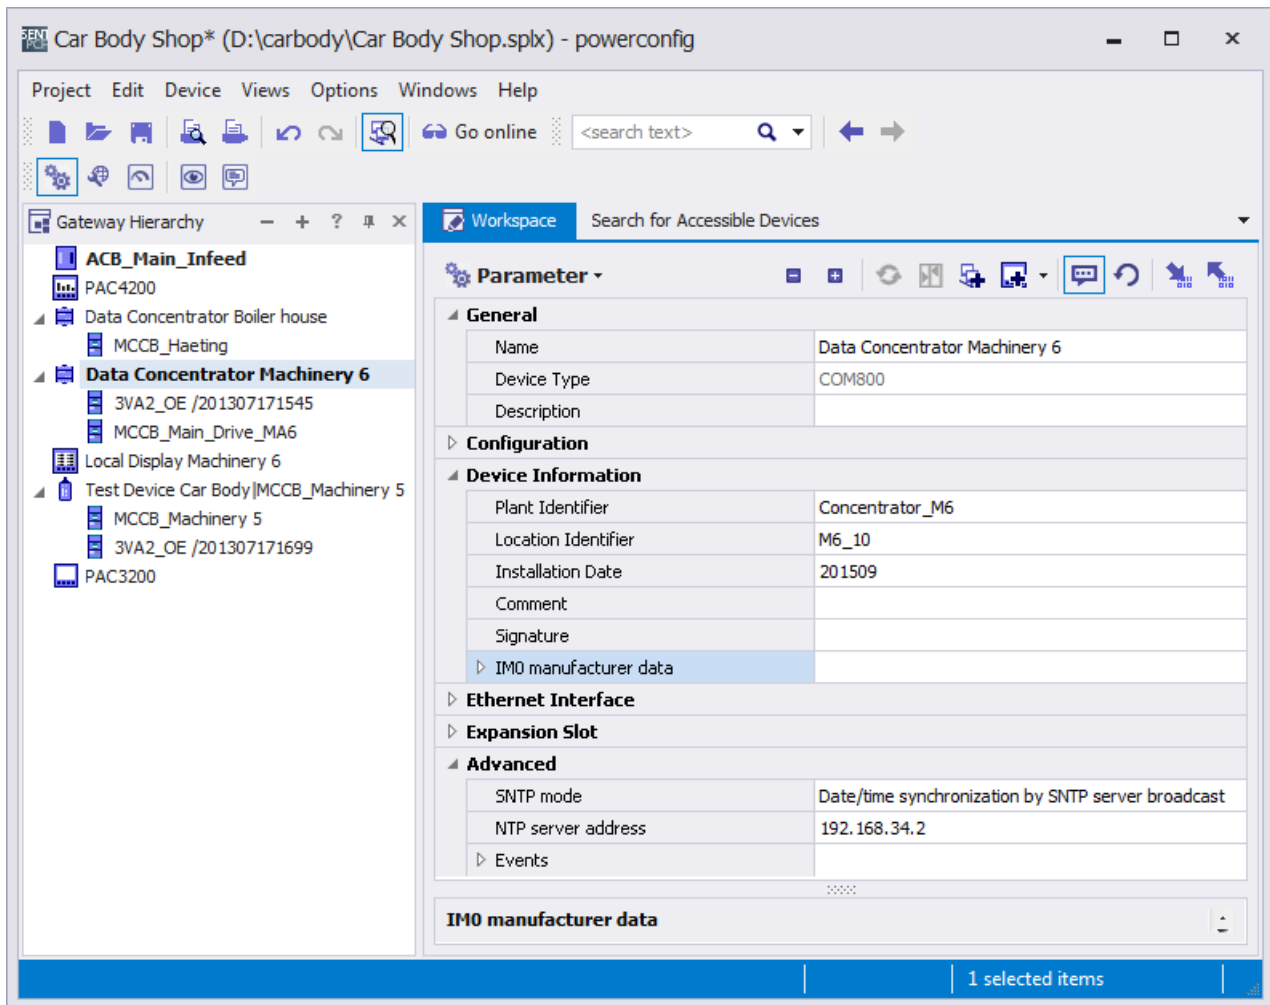 Car Body Shop* (D:\carbody\Car Body Shop.splx) - powerconfig
Project Edit Device Views Options Windows Help
Go online <search text>
Gateway Hierarchy
ACB_Main_Infeed
PAC4200
Data Concentrator Boiler house
MCCB_Haeting
Data Concentrator Machinery 6
3VA2_OE /201307171545
MCCB_Main_Drive_MA6
Local Display Machinery 6
Test Device Car Body|MCCB_Machinery 5
MCCB_Machinery 5
3VA2_OE /201307171699
PAC3200
Workspace Search for Accessible Devices
Parameter
General
Name Data Concentrator Machinery 6
Device Type COM800
Description
Configuration
Device Information
Plant Identifier Concentrator_M6
Location Identifier M6_10
Installation Date 201509
Comment
Signature
IM0 manufacturer data
Ethernet Interface
Expansion Slot
Advanced
SNTP mode Date/time synchronization by SNTP server broadcast
NTP server address 192.168.34.2
Events
IM0 manufacturer data
1 selected items